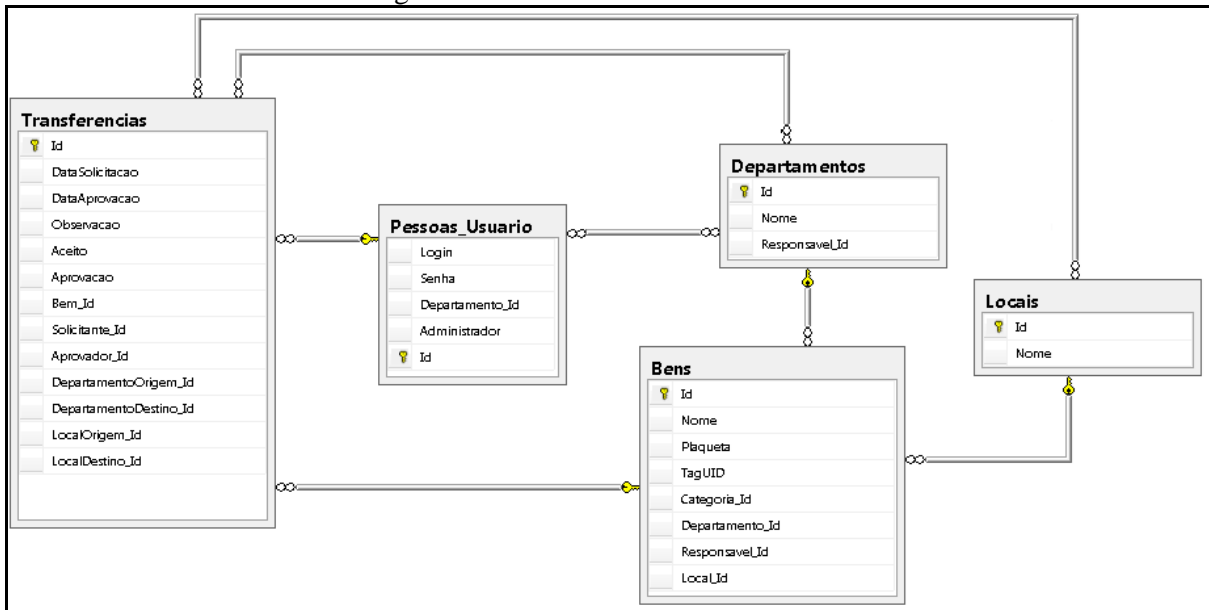 Transferencias
Id
DataSolicitacao
DataAprovacao
Observacao
Aceito
Aprovacao
Bem_Id
Solicitante_Id
Aprovador_Id
DepartamentoOrigem_Id
DepartamentoDestino_Id
LocalOrigem_Id
LocalDestino_Id
Pessoas_Usuario
Login
Senha
Departamento_Id
Administrador
Id
Departamentos
Id
Nome
Responsavel_Id
Bens
Id
Nome
Plaqueta
TagUID
Categoria_Id
Departamento_Id
Responsavel_Id
Local_Id
Locais
Id
Nome